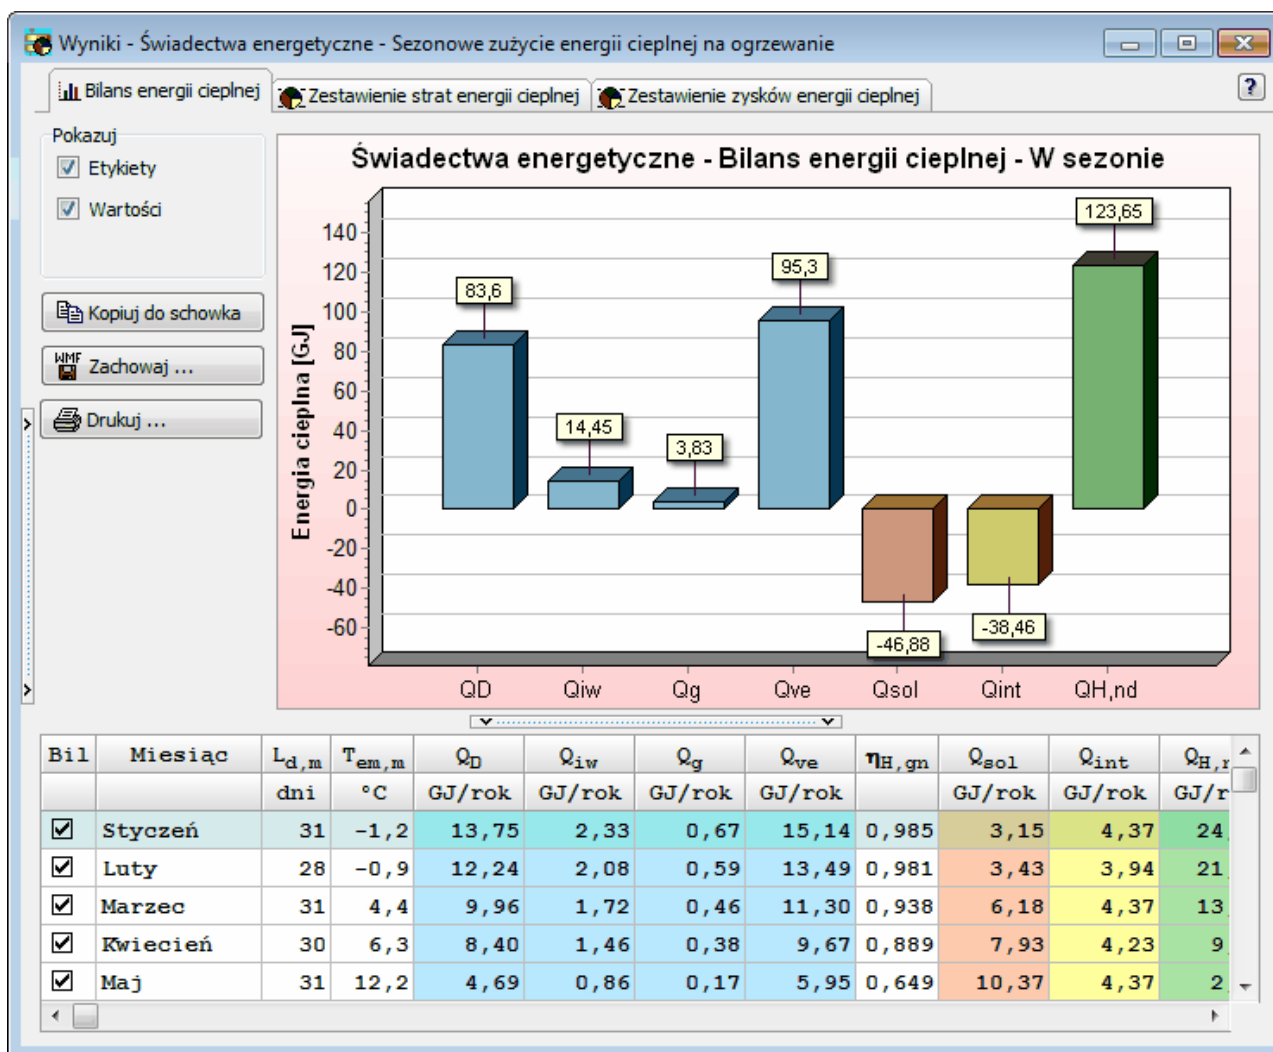 Wyniki - Świadectwa energetyczne - Sezonowe zużycie energii cieplnej na ogrzewanie
Bilans energii cieplnej
Zestawienie strat energii cieplnej
Zestawienie zysków energii cieplnej
?
Pokazuj
Etykiety
Wartości
Kopiuj do schowka
WMF Zachowaj ...
Drukuj ...
Świadectwa energetyczne - Bilans energii cieplnej - W sezonie
Energia cieplna [GJ]
140
120
100
80
60
40
20
0
-20
-40
-60
83,6
14,45
3,83
95,3
-46,88
-38,46
123,65
QD Qiw Qg Qve Qsol Qint QH,nd
Bil Miesiąc Ld,m Tem,m QD Qiw Qg Qve ηH,gn Qsol Qint QH,n
dni °C GJ/rok GJ/rok GJ/rok GJ/rok GJ/rok GJ/rok GJ/r
Styczeń 31 -1,2 13,75 2,33 0,67 15,14 0,985 3,15 4,37 24,
Luty 28 -0,9 12,24 2,08 0,59 13,49 0,981 3,43 3,94 21,
Marzec 31 4,4 9,96 1,72 0,46 11,30 0,938 6,18 4,37 13,
Kwiecień 30 6,3 8,40 1,46 0,38 9,67 0,889 7,93 4,23 9,
Maj 31 12,2 4,69 0,86 0,17 5,95 0,649 10,37 4,37 2,